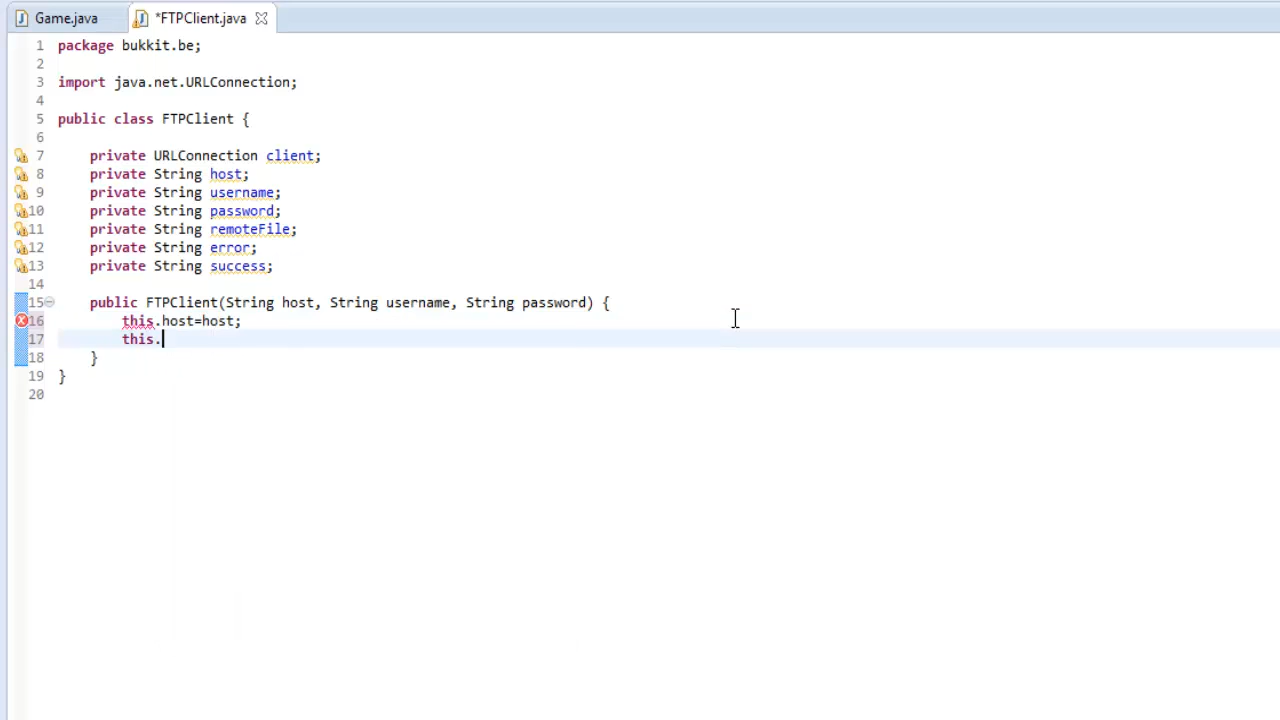 Game.java *FTPClient.java
1 package bukkit.be;
2
3 import java.net.URLConnection;
4
5 public class FTPClient {
6
7 private URLConnection client;
8 private String host;
9 private String username;
10 private String password;
11 private String remoteFile;
12 private String error;
13 private String success;
14
15 public FTPClient(String host, String username, String password) {
16 this.host=host;
17 this.
18 }
19 }
20